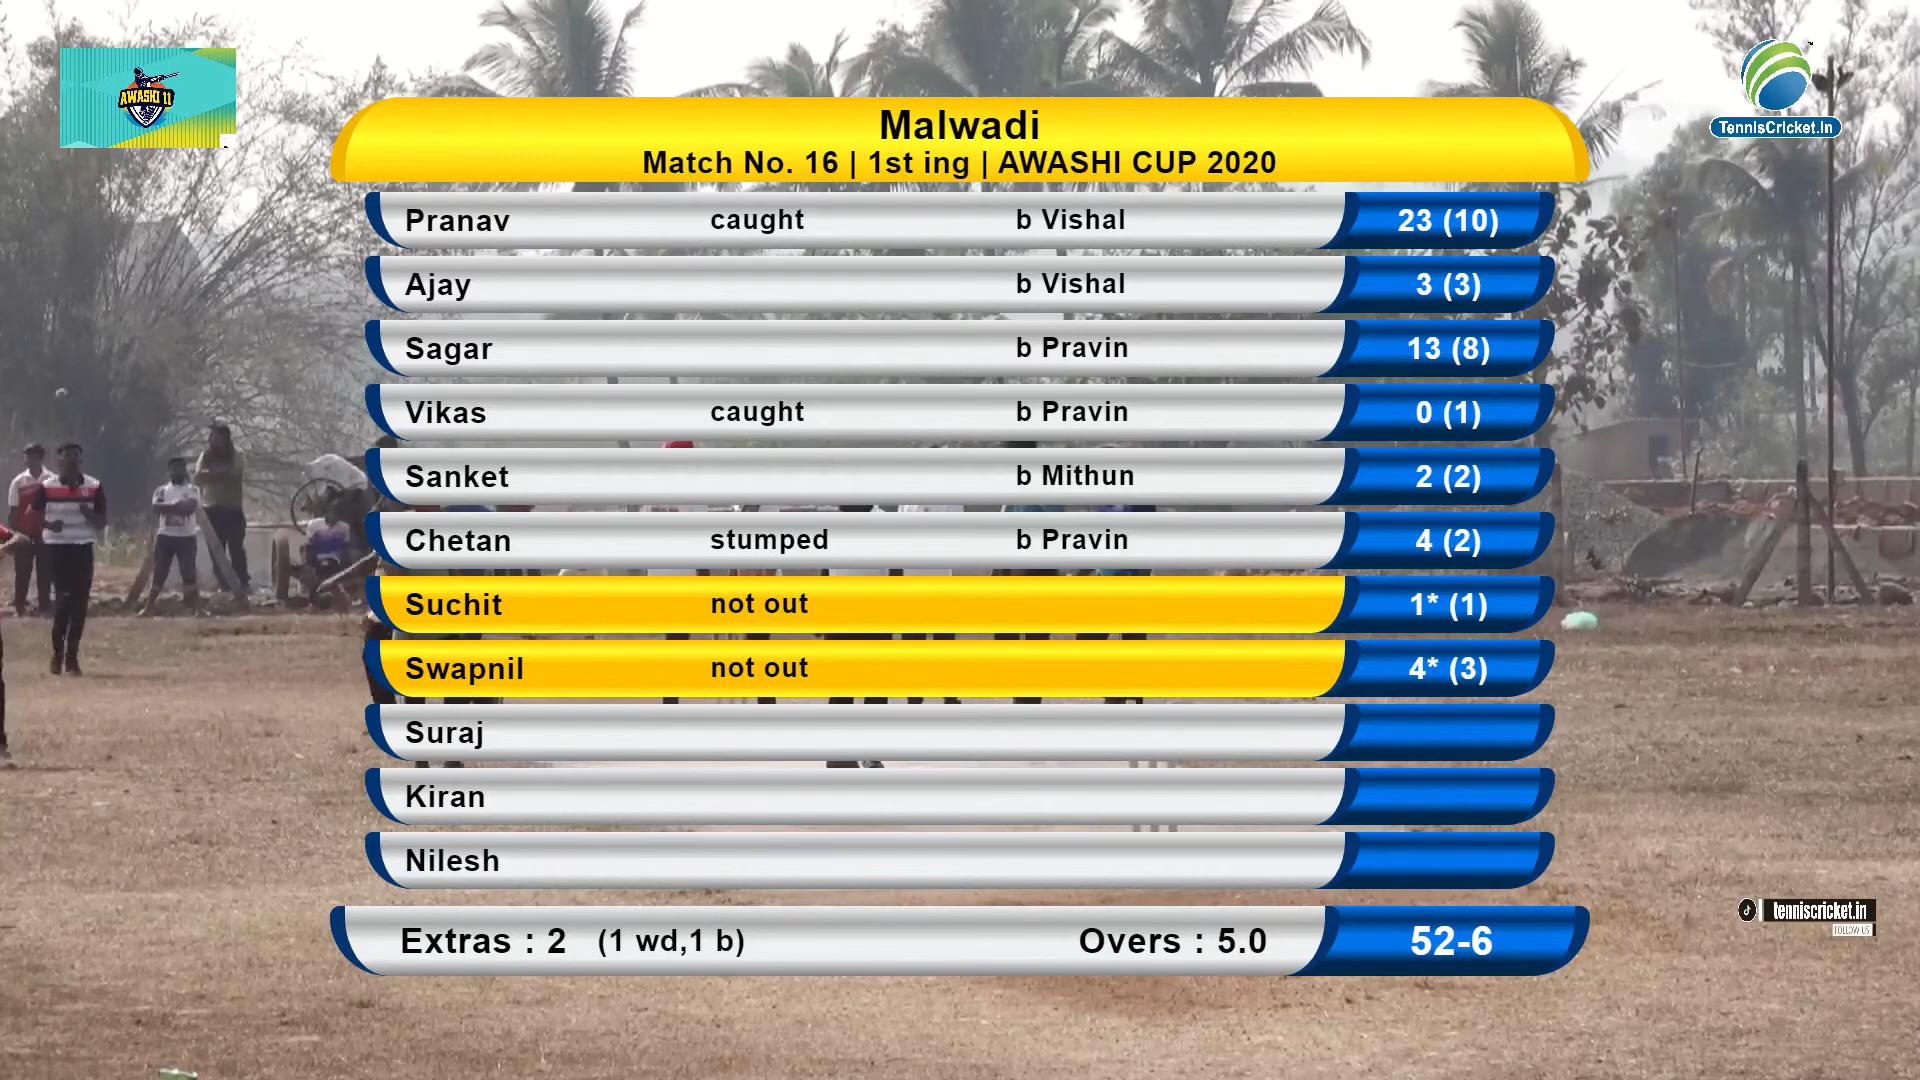 AWASHI 11
TennisCricket.In
Malwadi
Match No. 16 | 1st ing | AWASHI CUP 2020
Pranav caught b Vishal 23 (10)
Ajay b Vishal 3 (3)
Sagar b Pravin 13 (8)
Vikas caught b Pravin 0 (1)
Sanket b Mithun 2 (2)
Chetan stumped b Pravin 4 (2)
Suchit not out 1* (1)
Swapnil not out 4* (3)
Suraj
Kiran
Nilesh
tenniscricket.in
FOLLOW US
Extras : 2 (1 wd,1 b) Overs : 5.0 52-6